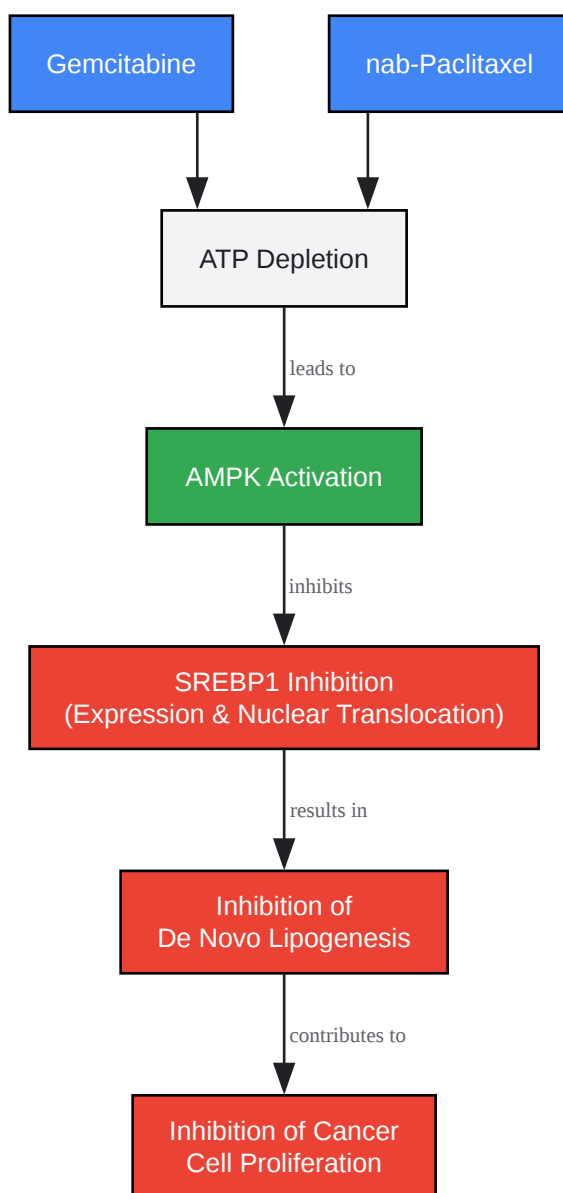 Gemcitabine
nab-Paclitaxel
ATP Depletion
leads to
AMPK Activation
inhibits
SREBP1 Inhibition
(Expression & Nuclear Translocation)
results in
Inhibition of
De Novo Lipogenesis
contributes to
Inhibition of Cancer
Cell Proliferation